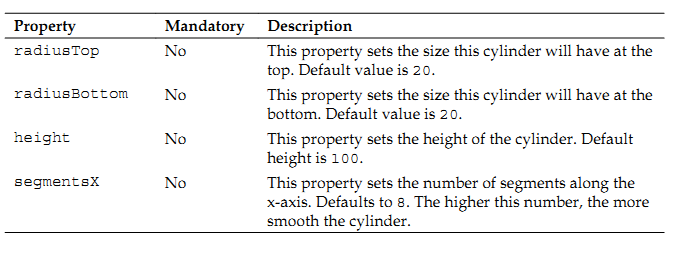 Property Mandatory Description
radiusTop No This property sets the size this cylinder will have at the
top. Default value is 20.
radiusBottom No This property sets the size this cylinder will have at the
bottom. Default value is 20.
height No This property sets the height of the cylinder. Default
height is 100.
segmentsX No This property sets the number of segments along the
x-axis. Defaults to 8. The higher this number, the more
smooth the cylinder.